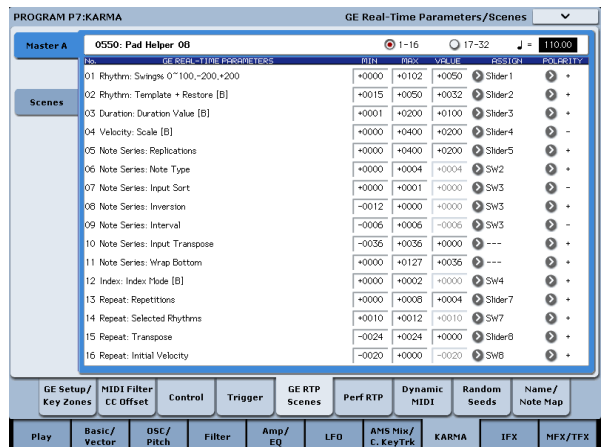 PROGRAM P7:KARMA GE Real-Time Parameters/Scenes
Master A 0550: Pad Helper 08 1-16 17-32 ♩ = 110.00
No. GE REAL-TIME PARAMETERS MIN MAX VALUE ASSIGN POLARITY
01 Rhythm: Swing% 0~100,-200,+200 +0000 +0102 +0050 Slider1 +
02 Rhythm: Template + Restore [B] +0015 +0050 +0032 Slider2 +
Scenes
03 Duration: Duration Value [B] +0001 +0200 +0100 Slider3 +
04 Velocity: Scale [B] +0000 +0400 +0200 Slider4 -
05 Note Series: Replications +0000 +0400 +0200 Slider5 +
06 Note Series: Note Type +0000 +0004 +0004 SW2 +
07 Note Series: Input Sort +0000 +0001 +0000 SW3 -
08 Note Series: Inversion -0012 +0000 +0000 SW3 +
09 Note Series: Interval -0006 +0006 -0006 SW3 -
10 Note Series: Input Transpose -0036 +0036 +0000 --- +
11 Note Series: Wrap Bottom +0000 +0127 +0036 --- +
12 Index: Index Mode [B] +0000 +0002 +0000 SW4 +
13 Repeat: Repetitions +0000 +0008 +0004 Slider7 +
14 Repeat: Selected Rhythms +0010 +0012 +0010 SW7 +
15 Repeat: Transpose -0024 +0024 +0000 Slider8 +
16 Repeat: Initial Velocity -0020 +0000 -0020 SW8 +
GE Setup/ Key Zones MIDI Filter CC Offset Control Trigger GE RTP Scenes Perf RTP Dynamic MIDI Random Seeds Name/ Note Map
Play Basic/ Vector OSC/ Pitch Filter Amp/ EQ LFO AMS Mix/ C. KeyTrk KARMA IFX MFX/TFX